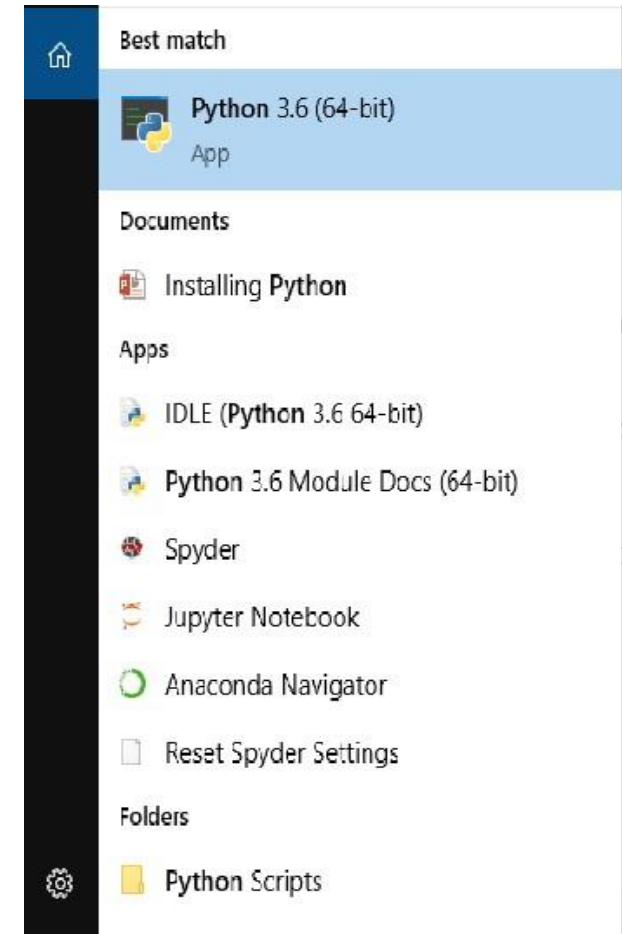 Best match
Python 3.6 (64-bit)
App
Documents
Installing Python
Apps
IDLE (Python 3.6 64-bit)
Python 3.6 Module Docs (64-bit)
Spyder
Jupyter Notebook
Anaconda Navigator
Reset Spyder Settings
Folders
Python Scripts